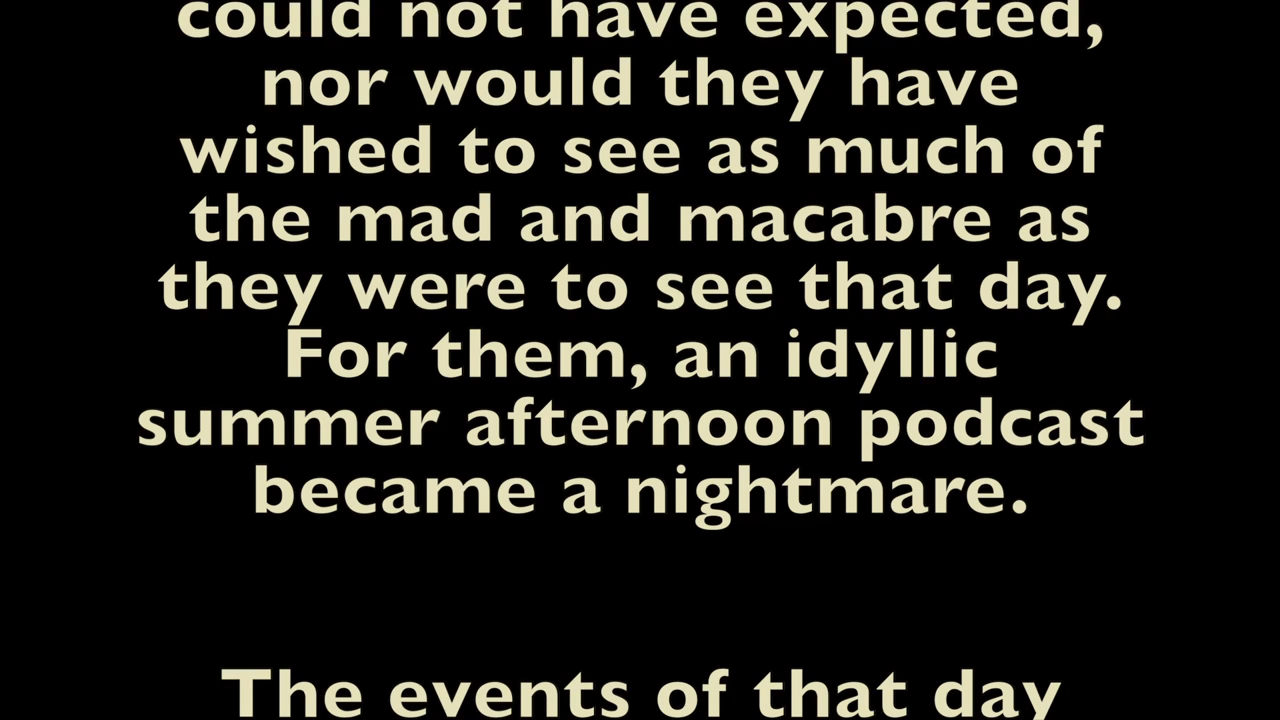 could not have expected,
nor would they have
wished to see as much of
the mad and macabre as
they were to see that day.
For them, an idyllic
summer afternoon podcast
became a nightmare.
The events of that day